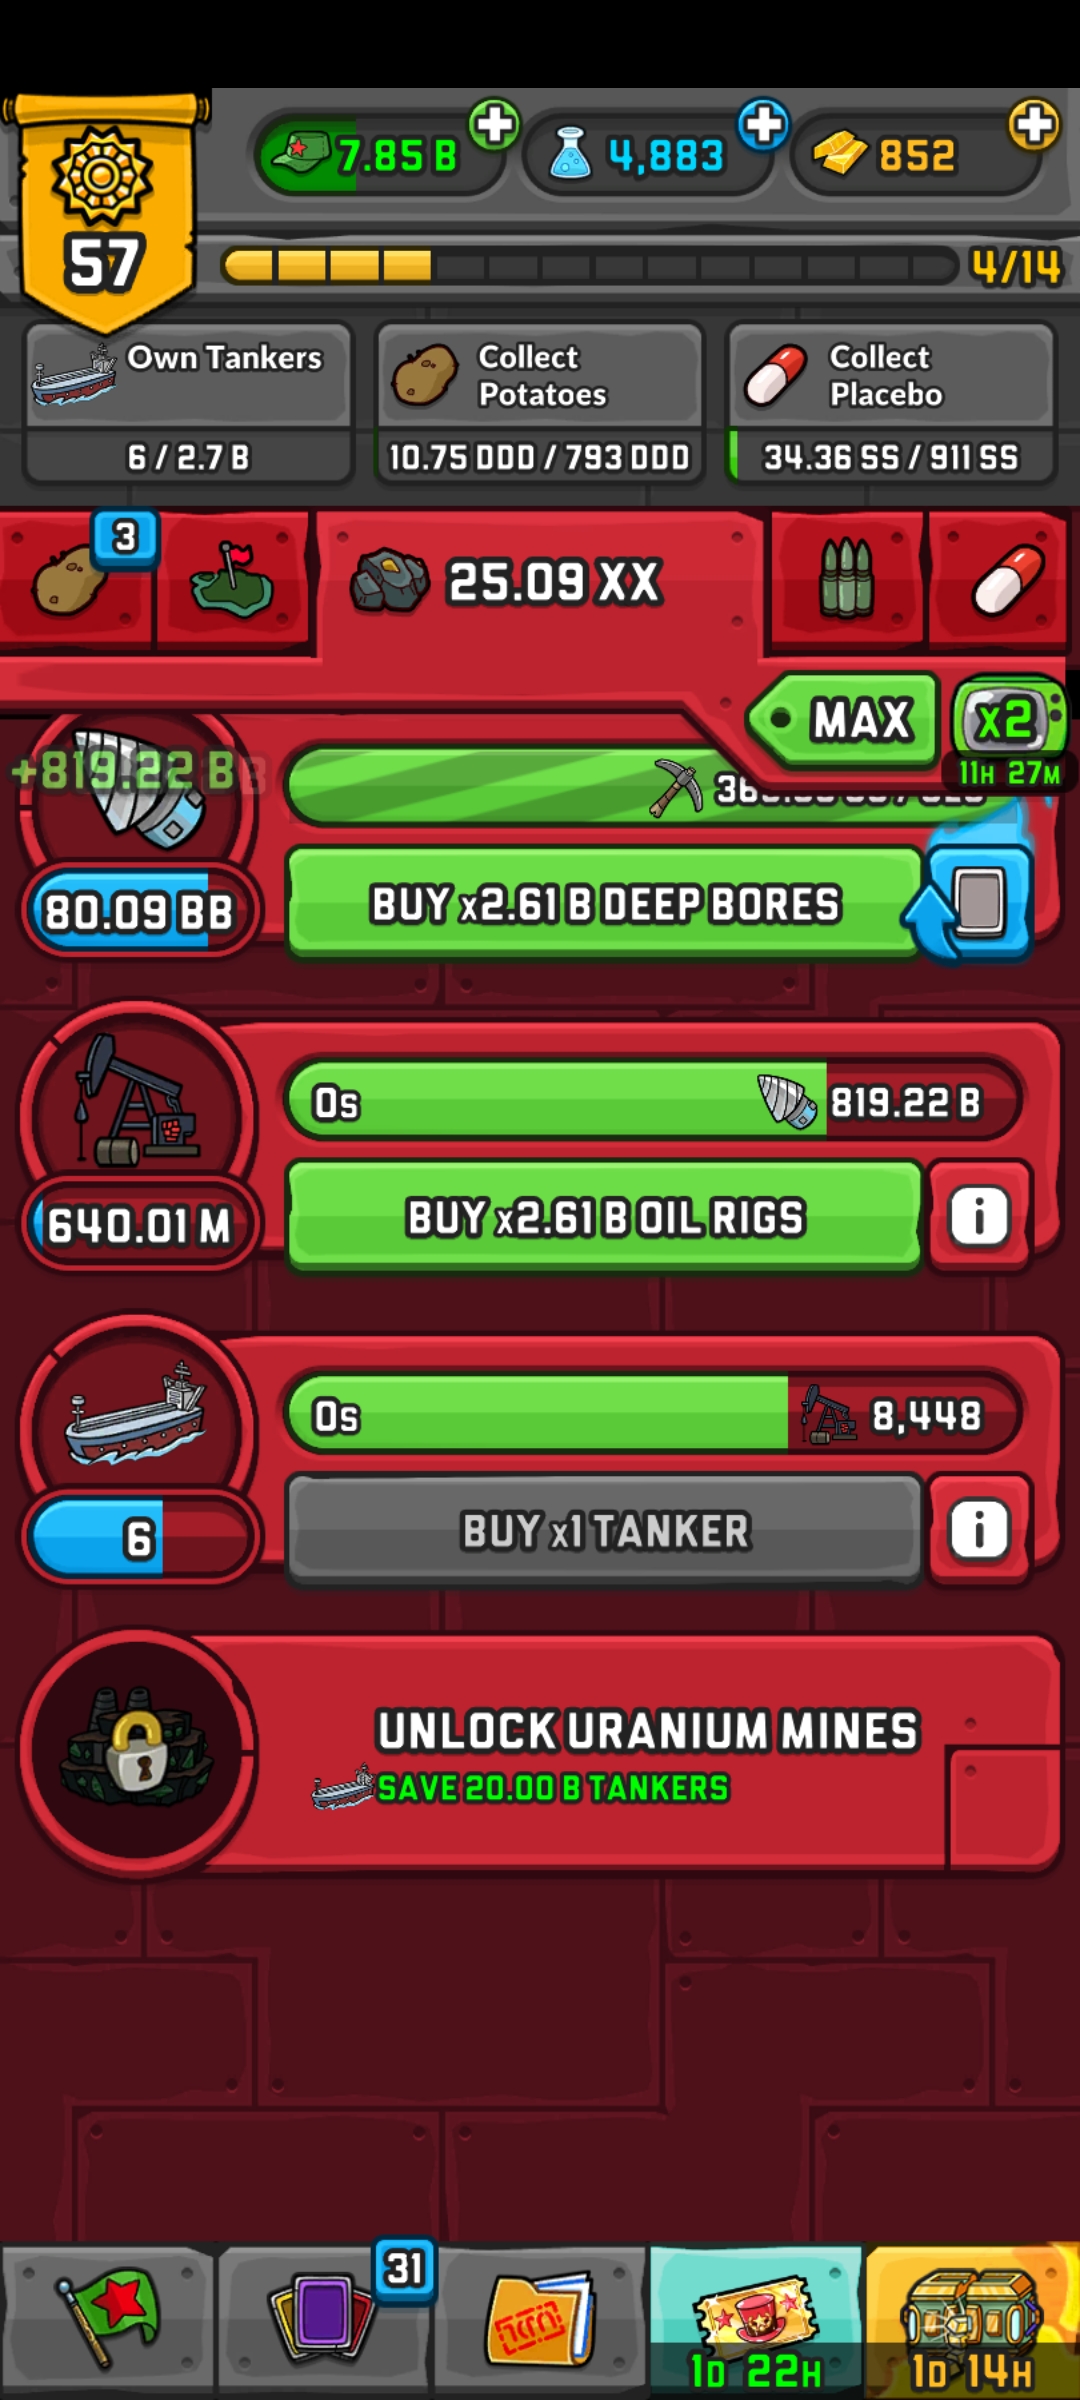 57
7.85 B
4,883
852
4/14
Own Tankers
6 / 2.7 B
Collect
Potatoes
10.75 DDD / 793 DDD
Collect
Placebo
34.36 SS / 911 SS
3
25.09 XX
MAX
x2
11H 27M
+819.22 B
80.09 BB
BUY x2.61 B DEEP BORES
0s
819.22 B
640.01 M
BUY x2.61 B OIL RIGS
i
0s
8,448
6
BUY x1 TANKER
i
UNLOCK URANIUM MINES
SAVE 20.00 B TANKERS
31
1D 22H
1D 14H